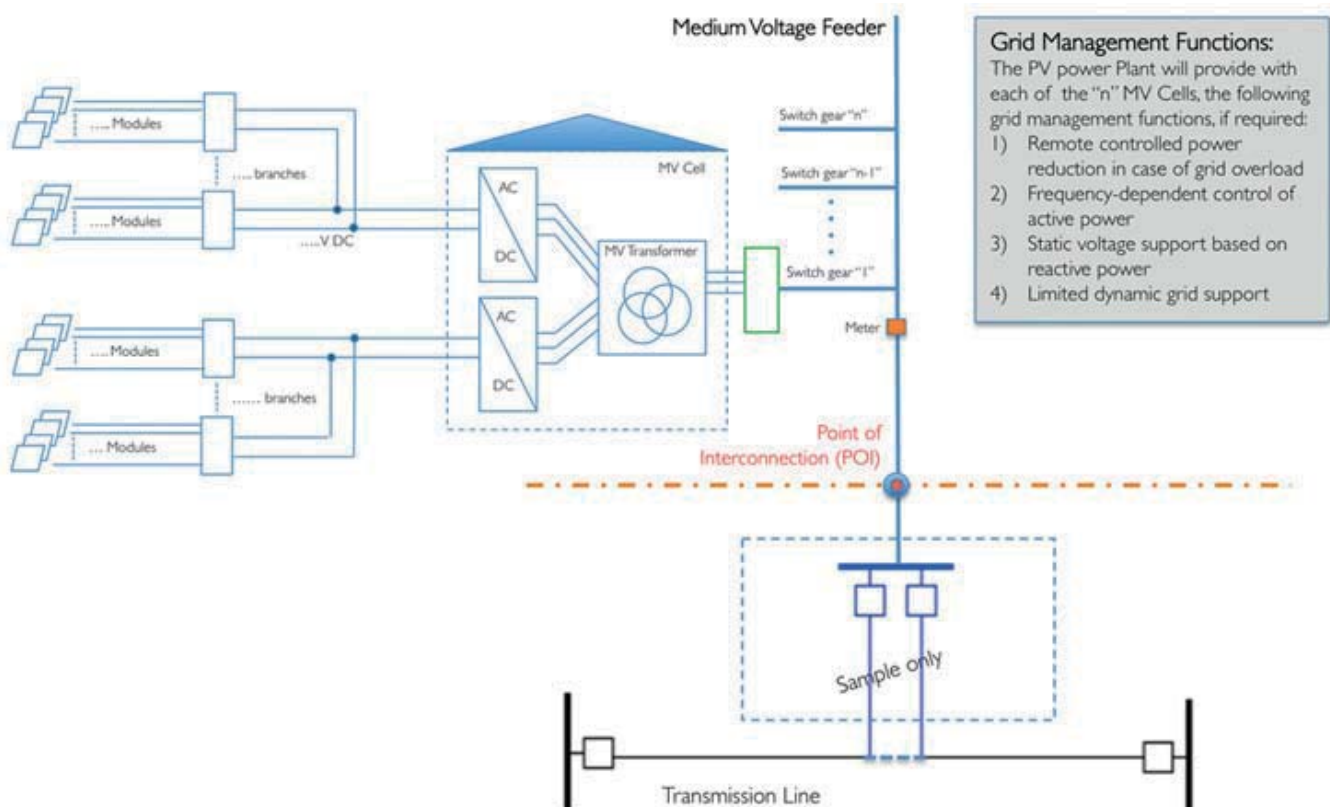 Medium Voltage Feeder
Grid Management Functions:
The PV power Plant will provide with
each of the “n” MV Cells, the following
grid management functions, if required:
1) Remote controlled power
reduction in case of grid overload
2) Frequency-dependent control of
active power
3) Static voltage support based on
reactive power
4) Limited dynamic grid support
..... Modules
..... branches
..... Modules
.....V DC
.... Modules
...... branches
.... Modules
MV Cell
AC
DC
AC
DC
MV Transformer
Switch gear “n”
Switch gear “n-1”
Switch gear “1”
Meter
Point of
Interconnection (POI)
Sample only
Transmission Line